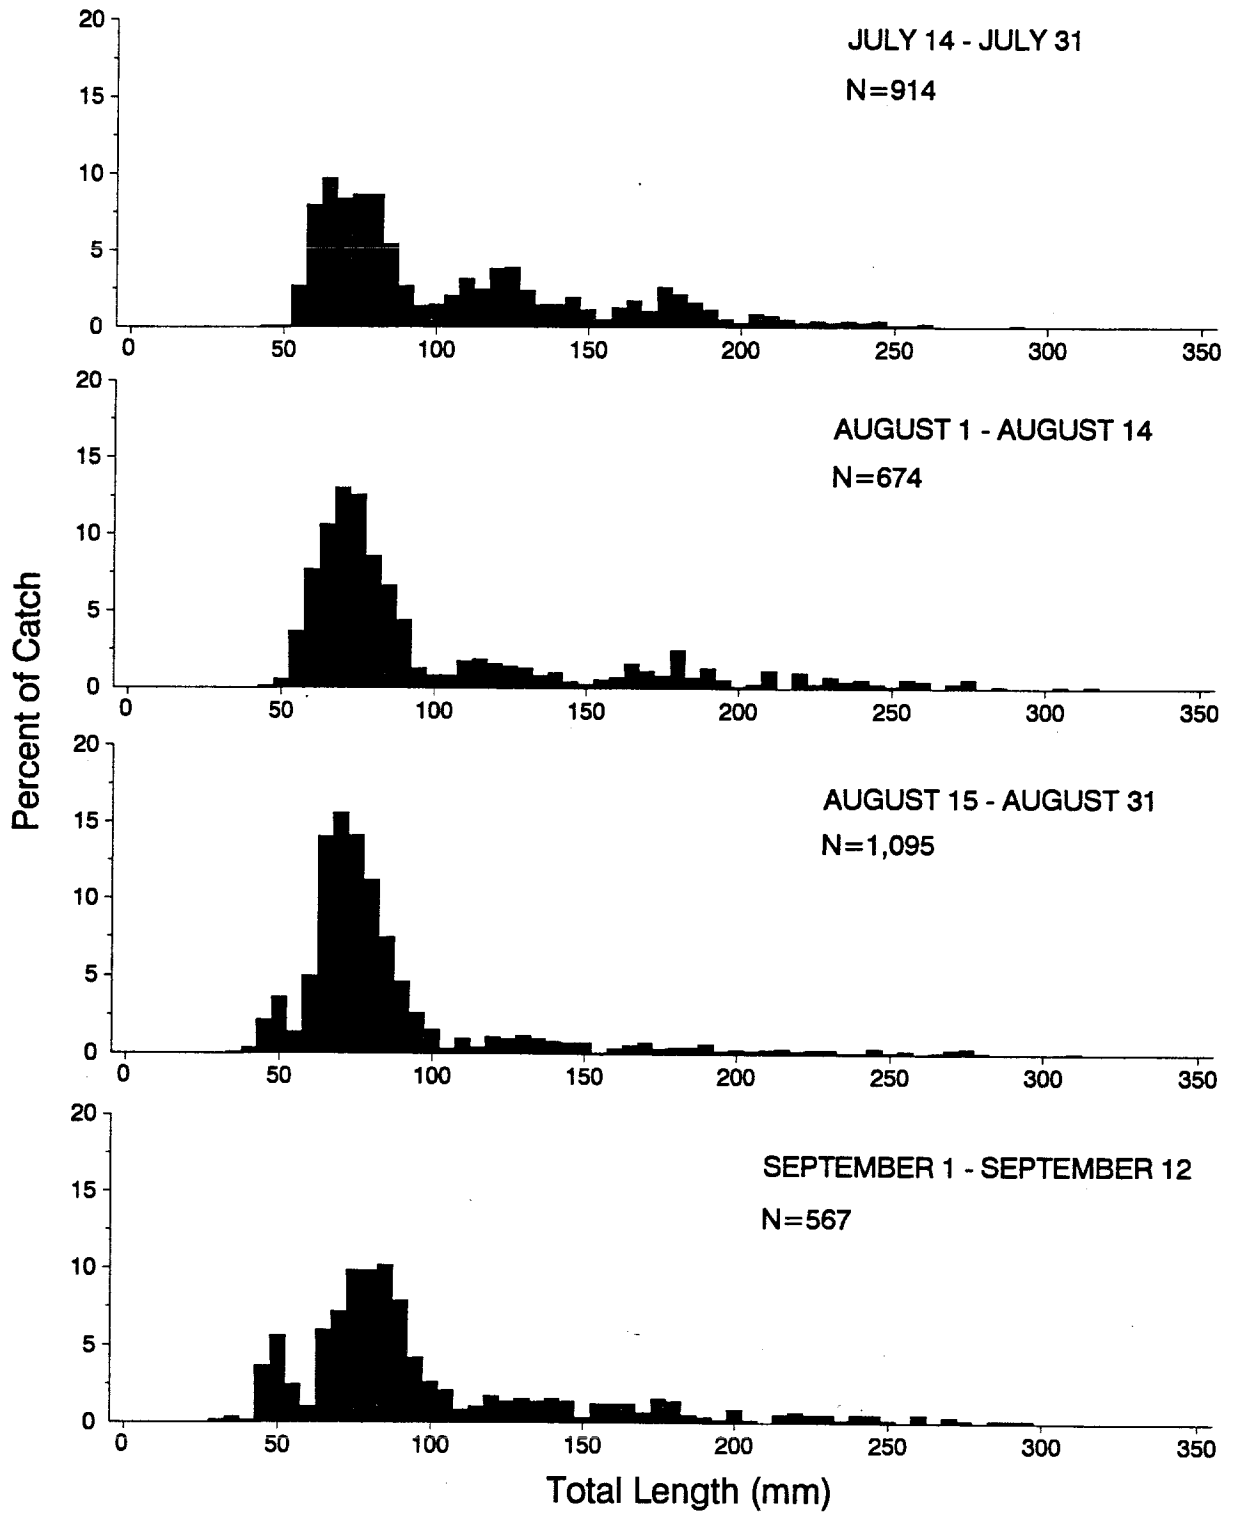 20
JULY 14 - JULY 31
N=914
15
10
5
0
0 50 100 150 200 250 300 350
20
AUGUST 1 - AUGUST 14
15
N=674
10
5
0
0 50 100 150 200 250 300 350
Percent of Catch
20
AUGUST 15 - AUGUST 31
15
N=1,095
10
5
0
0 50 100 150 200 250 300 350
20
SEPTEMBER 1 - SEPTEMBER 12
15
N=567
10
5
0
0 50 100 150 200 250 300 350
Total Length (mm)